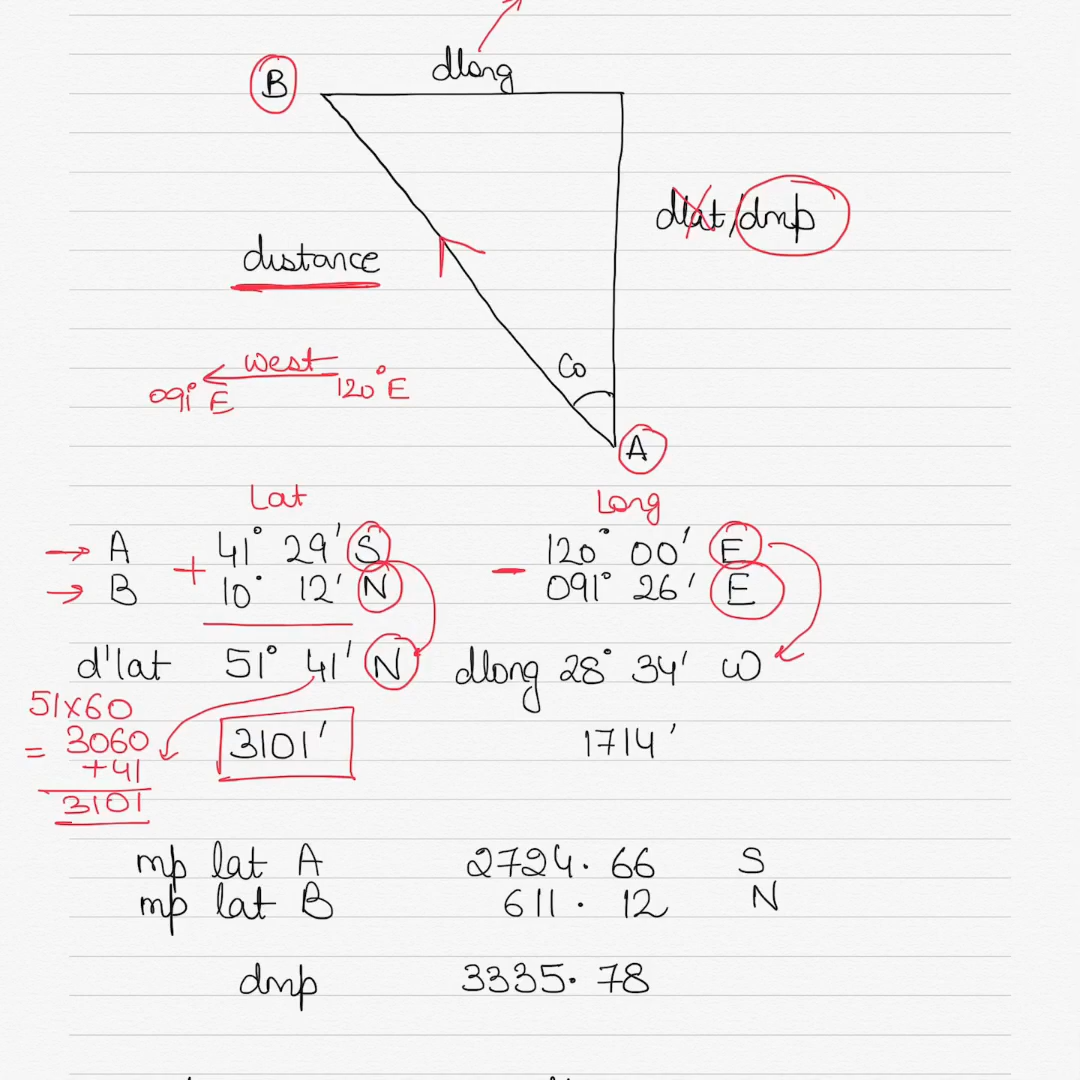 dlong
B
dlat/dmp
distance
west
091° E 120° E
Co
A
Lat Long
→ A + 41° 29' S - 120° 00' E
→ B 10° 12' N 091° 26' E
d'lat 51° 41' N dlong 28° 34' W
51x60
= 3060 3101' 1714'
+41
3101
mp lat A 2724.66 S
mp lat B 611.12 N
dmp 3335.78